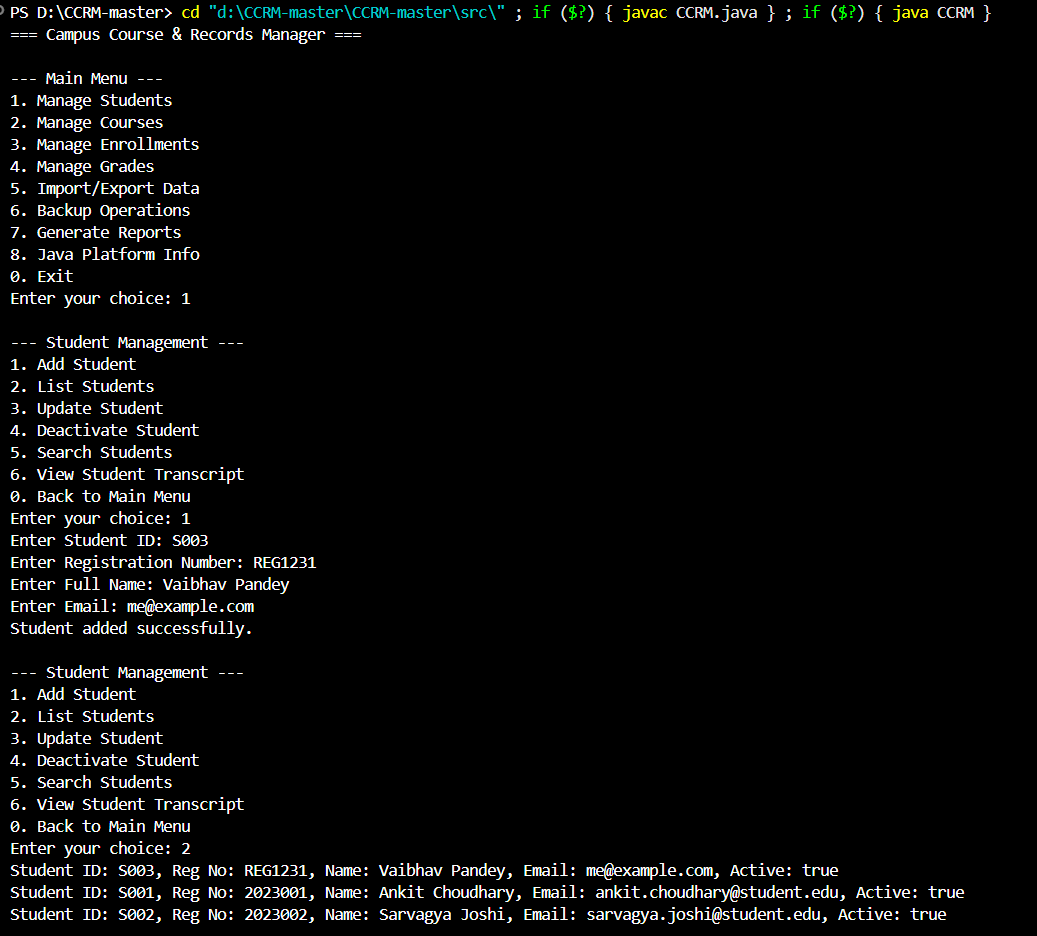 PS D:\CCRM-master> cd "d:\CCRM-master\CCRM-master\src\" ; if ($?) { javac CCRM.java } ; if ($?) { java CCRM }
=== Campus Course & Records Manager ===
--- Main Menu ---
1. Manage Students
2. Manage Courses
3. Manage Enrollments
4. Manage Grades
5. Import/Export Data
6. Backup Operations
7. Generate Reports
8. Java Platform Info
0. Exit
Enter your choice: 1
--- Student Management ---
1. Add Student
2. List Students
3. Update Student
4. Deactivate Student
5. Search Students
6. View Student Transcript
0. Back to Main Menu
Enter your choice: 1
Enter Student ID: S003
Enter Registration Number: REG1231
Enter Full Name: Vaibhav Pandey
Enter Email: me@example.com
Student added successfully.
--- Student Management ---
1. Add Student
2. List Students
3. Update Student
4. Deactivate Student
5. Search Students
6. View Student Transcript
0. Back to Main Menu
Enter your choice: 2
Student ID: S003, Reg No: REG1231, Name: Vaibhav Pandey, Email: me@example.com, Active: true
Student ID: S001, Reg No: 2023001, Name: Ankit Choudhary, Email: ankit.choudhary@student.edu, Active: true
Student ID: S002, Reg No: 2023002, Name: Sarvagya Joshi, Email: sarvagya.joshi@student.edu, Active: true